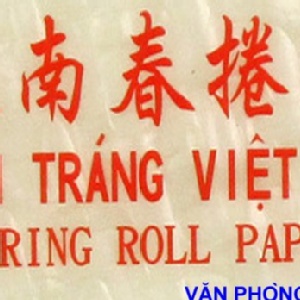 南春捲
TRÁNG VIỆT
RING ROLL PAP
VĂN PHÒNG